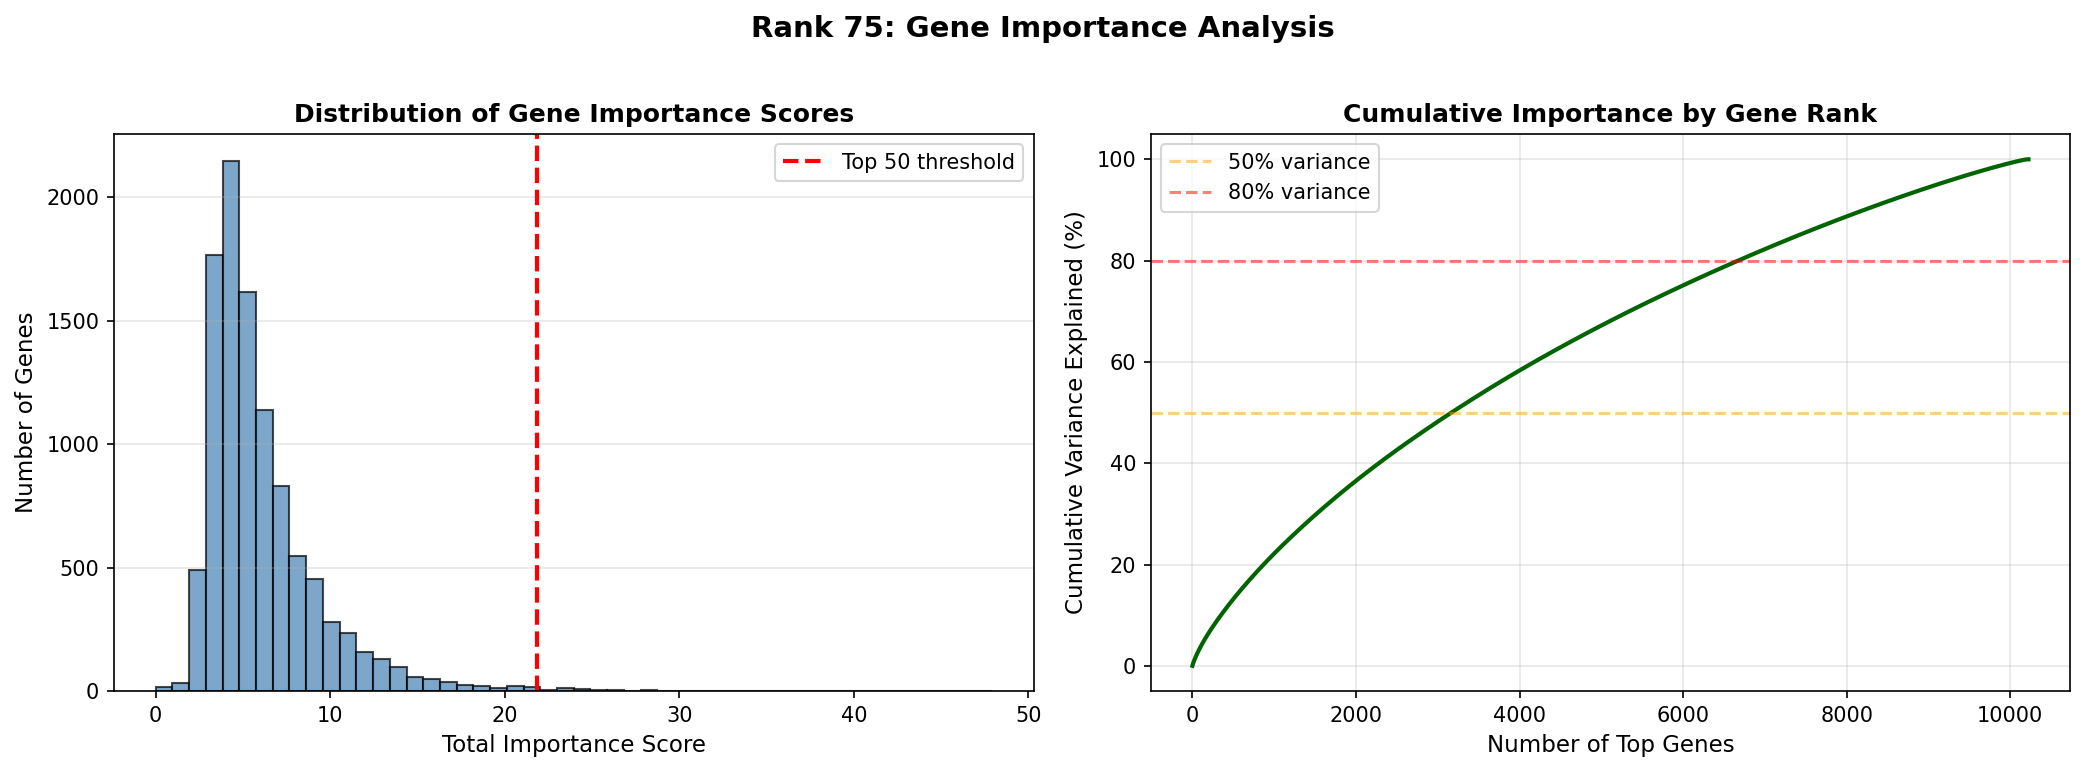 Rank 75: Gene Importance Analysis
Distribution of Gene Importance Scores
Top 50 threshold
Number of Genes
2000
1500
1000
500
0
0 10 20 30 40 50
Total Importance Score
Cumulative Importance by Gene Rank
50% variance
80% variance
Cumulative Variance Explained (%)
100
80
60
40
20
0
0 2000 4000 6000 8000 10000
Number of Top Genes